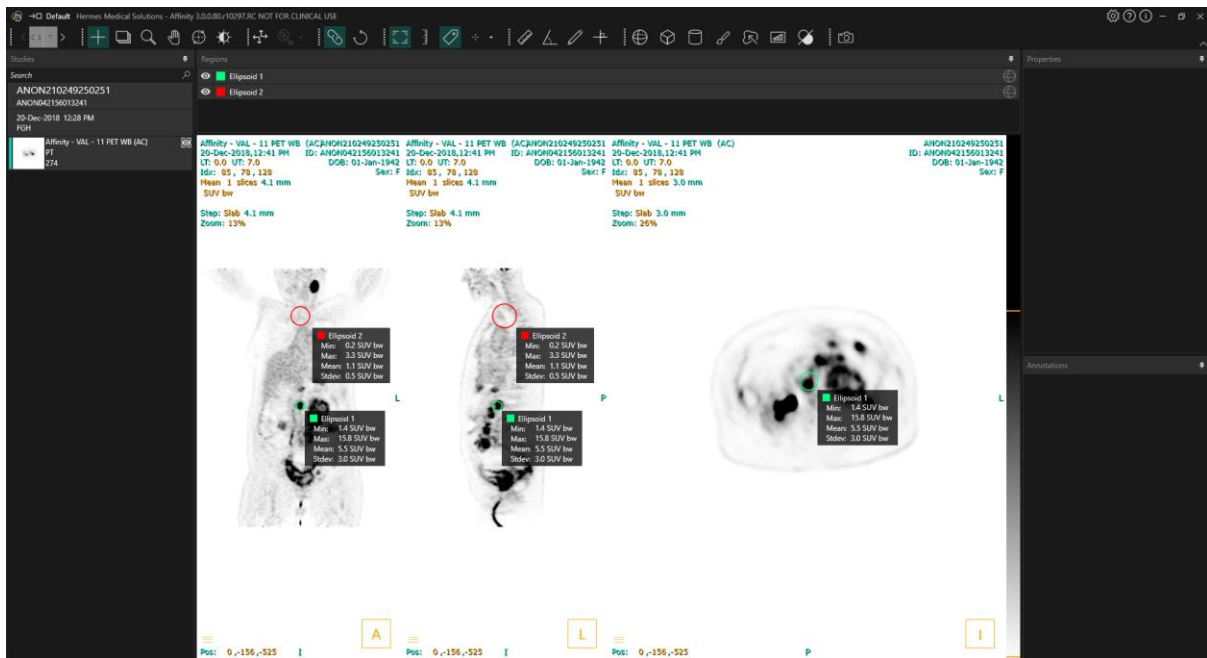 Default Hermes Medical Solutions - Affinity 3.0.0.80.r10297.RC NOT FOR CLINICAL USE
C S T
Studies
Regions
Properties
Search
Ellipsoid 1
Ellipsoid 2
ANON210249250251
ANON042156013241
20-Dec-2018 12:28 PM
FGH
Affinity - VAL - 11 PET WB (AC)
PT
274
Affinity - VAL - 11 PET WB (AC)
ANON210249250251
20-Dec-2018,12:41 PM
ID: ANON042156013241
LT: 0.0 UT: 7.0
DOB: 01-Jan-1942
Idx: 85, 78, 128
Sex: F
Mean 1 slices 4.1 mm
SUV bw
Step: Slab 4.1 mm
Zoom: 13%
Affinity - VAL - 11 PET WB (AC)
ANON210249250251
20-Dec-2018,12:41 PM
ID: ANON042156013241
LT: 0.0 UT: 7.0
DOB: 01-Jan-1942
Idx: 85, 78, 128
Sex: F
Mean 1 slices 4.1 mm
SUV bw
Step: Slab 4.1 mm
Zoom: 13%
Affinity - VAL - 11 PET WB (AC)
ANON210249250251
20-Dec-2018,12:41 PM
ID: ANON042156013241
LT: 0.0 UT: 7.0
DOB: 01-Jan-1942
Idx: 85, 78, 128
Sex: F
Mean 1 slices 3.0 mm
SUV bw
Step: Slab 3.0 mm
Zoom: 26%
Ellipsoid 2
Min: 0.2 SUV bw
Max: 3.3 SUV bw
Mean: 1.1 SUV bw
Stdev: 0.5 SUV bw
L
Ellipsoid 1
Min: 1.4 SUV bw
Max: 15.8 SUV bw
Mean: 5.5 SUV bw
Stdev: 3.0 SUV bw
Ellipsoid 2
Min: 0.2 SUV bw
Max: 3.3 SUV bw
Mean: 1.1 SUV bw
Stdev: 0.5 SUV bw
P
Ellipsoid 1
Min: 1.4 SUV bw
Max: 15.8 SUV bw
Mean: 5.5 SUV bw
Stdev: 3.0 SUV bw
Ellipsoid 1
Min: 1.4 SUV bw
Max: 15.8 SUV bw
Mean: 5.5 SUV bw
Stdev: 3.0 SUV bw
L
Annotations
A
L
I
Pos: 0,-156,-525 I
Pos: 0,-156,-525 I
Pos: 0,-156,-525 P